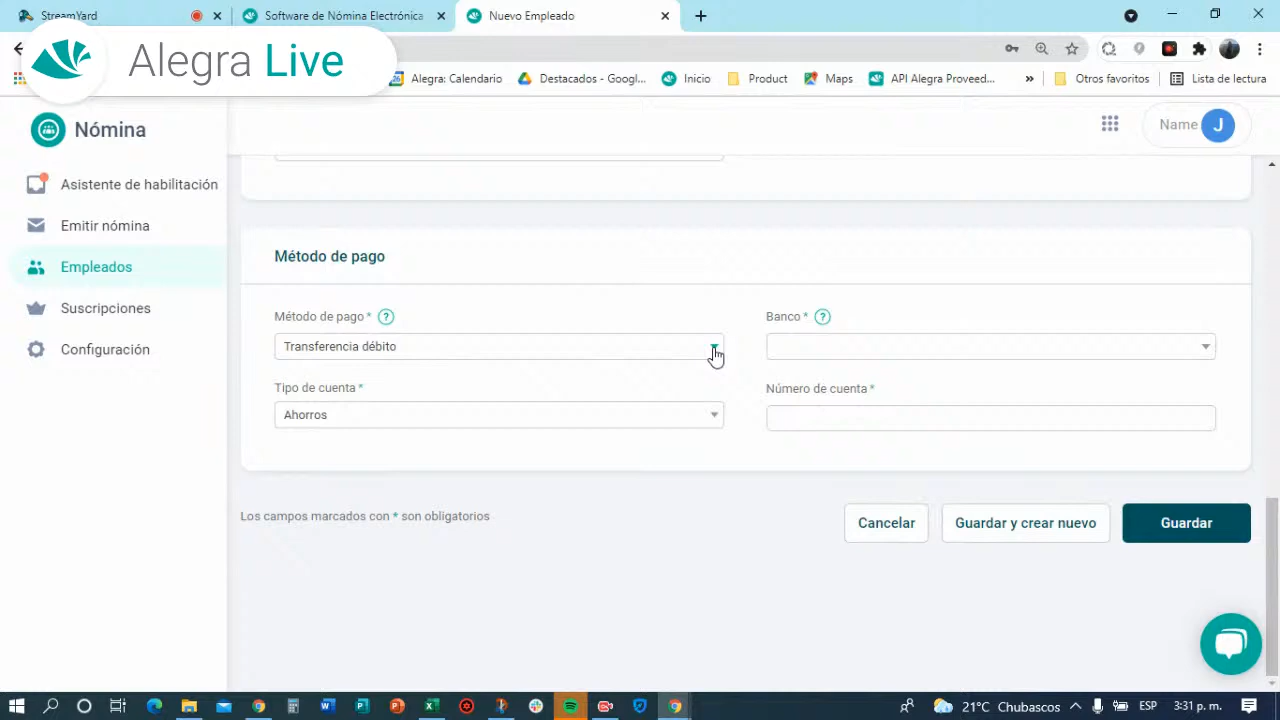 StreamYard
Software de Nómina Electrónica
Nuevo Empleado
Alegra Live
26
Alegra: Calendario
Destacados - Googl...
Inicio
Product
Maps
API Alegra Proveed...
»
Otros favoritos
Lista de lectura
Nómina
Name
J
Asistente de habilitación
Emitir nómina
Empleados
Suscripciones
Configuración
Método de pago
Método de pago * ?
Banco * ?
Transferencia débito
Tipo de cuenta *
Número de cuenta *
Ahorros
Los campos marcados con * son obligatorios
Cancelar
Guardar y crear nuevo
Guardar
21°C Chubascos
ESP
3:31 p. m.